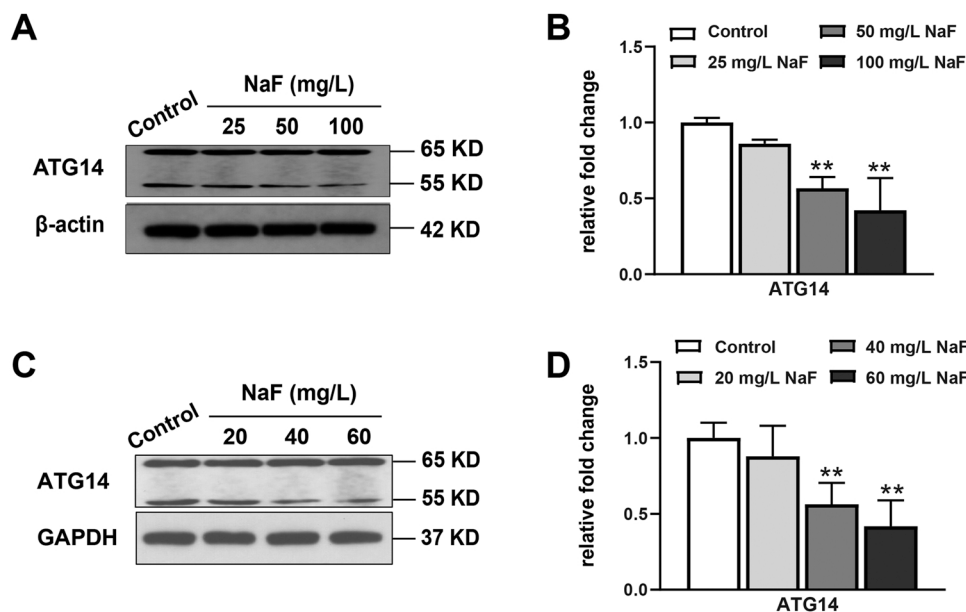 A
NaF (mg/L)
Control 25 50 100
ATG14
65 KD
55 KD
β-actin
42 KD
B
Control
25 mg/L NaF
50 mg/L NaF
100 mg/L NaF
relative fold change
1.5
1.0
0.5
0.0
** **
ATG14
C
NaF (mg/L)
Control 20 40 60
ATG14
65 KD
55 KD
GAPDH
37 KD
D
Control
20 mg/L NaF
40 mg/L NaF
60 mg/L NaF
relative fold change
1.5
1.0
0.5
0.0
** **
ATG14